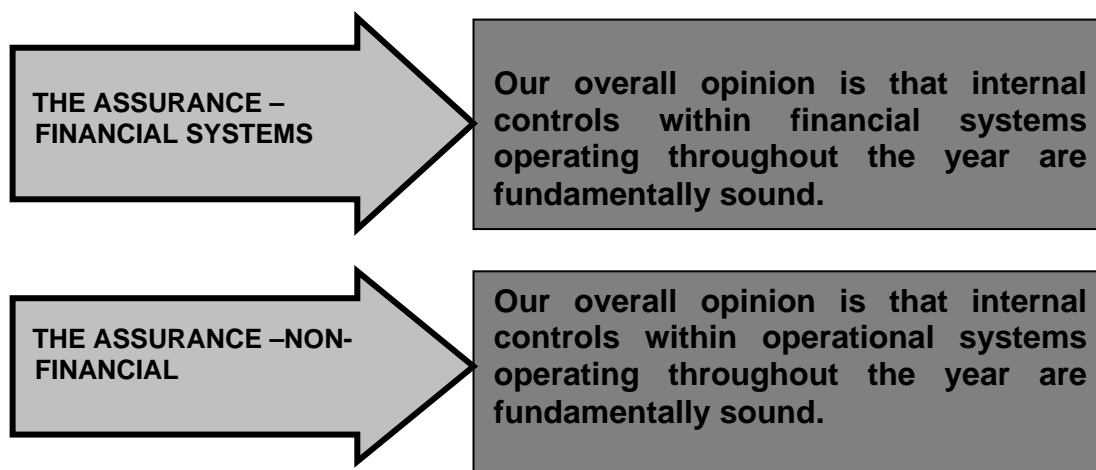 THE ASSURANCE –
FINANCIAL SYSTEMS
Our overall opinion is that internal
controls within financial systems
operating throughout the year are
fundamentally sound.
THE ASSURANCE –NON-
FINANCIAL
Our overall opinion is that internal
controls within operational systems
operating throughout the year are
fundamentally sound.